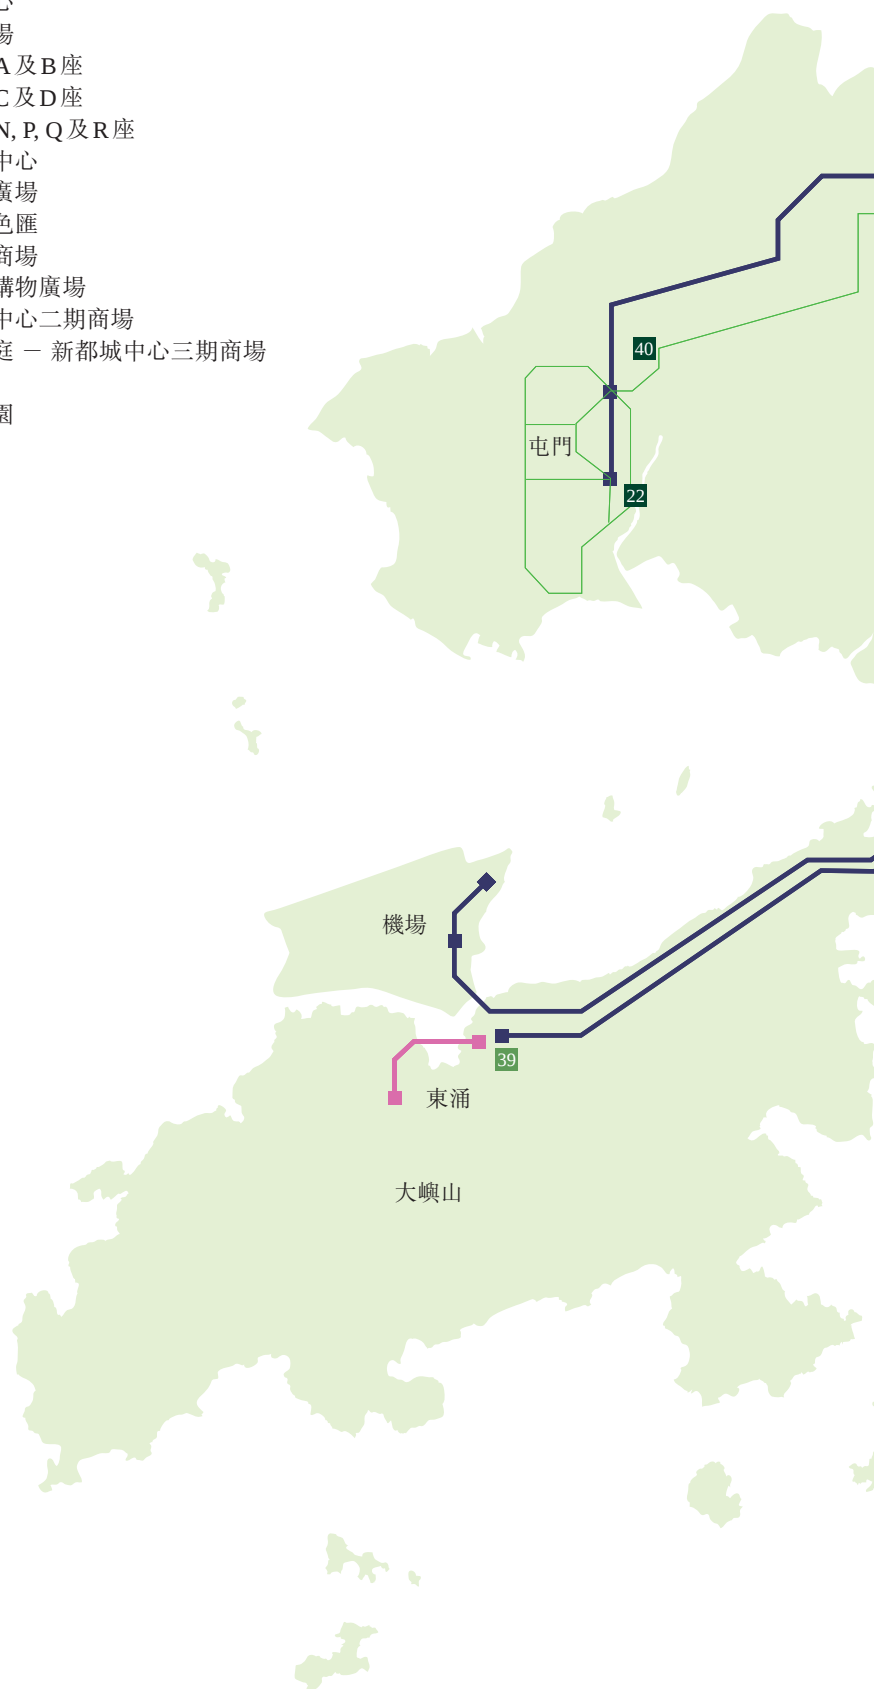 場
A及B座
C及D座
N, P, Q及R座
中心
廣場
色匯
商場
購物廣場
中心二期商場
庭 － 新都城中心三期商場
園
40
屯門
22
機場
39
東涌
大嶼山